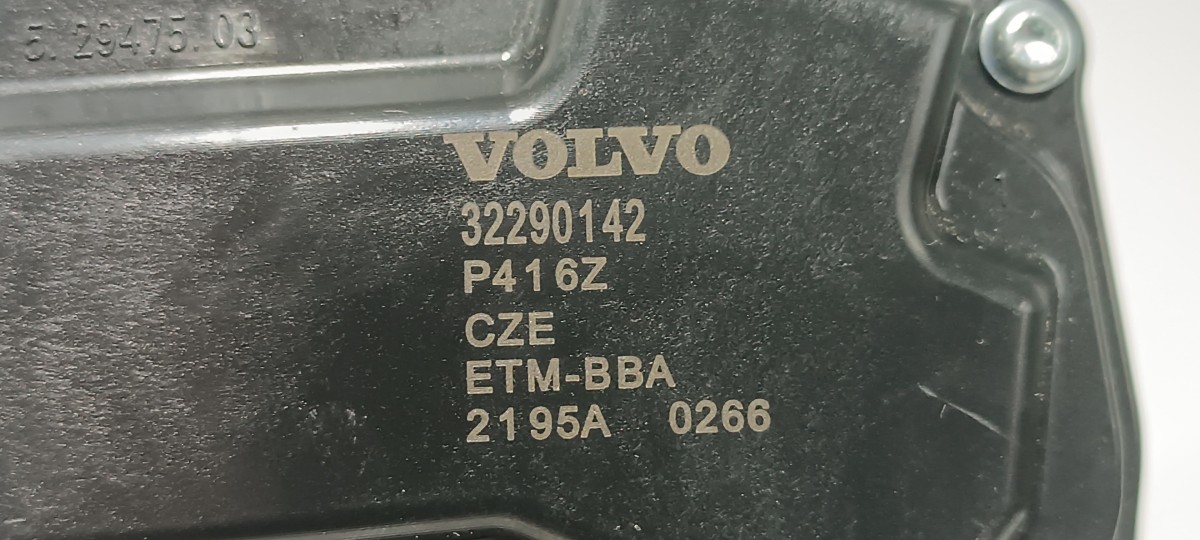 5.29475.03
VOLVO
32290142
P416Z
CZE
ETM-BBA
2195A 0266